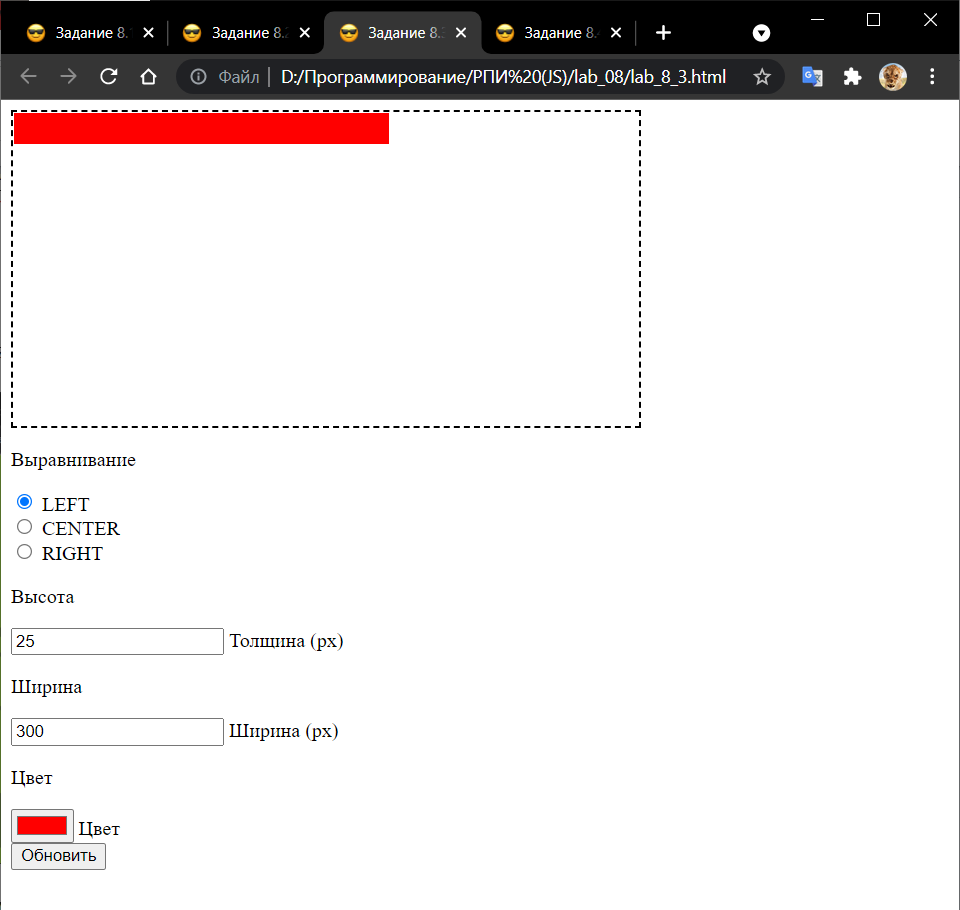 Задание 8. Задание 8. Задание 8. Задание 8.
Файл D:/Программирование/РПИ%20(JS)/lab_08/lab_8_3.html
Выравнивание
LEFT
CENTER
RIGHT
Высота
25 Толщина (px)
Ширина
300 Ширина (px)
Цвет
Цвет
Обновить